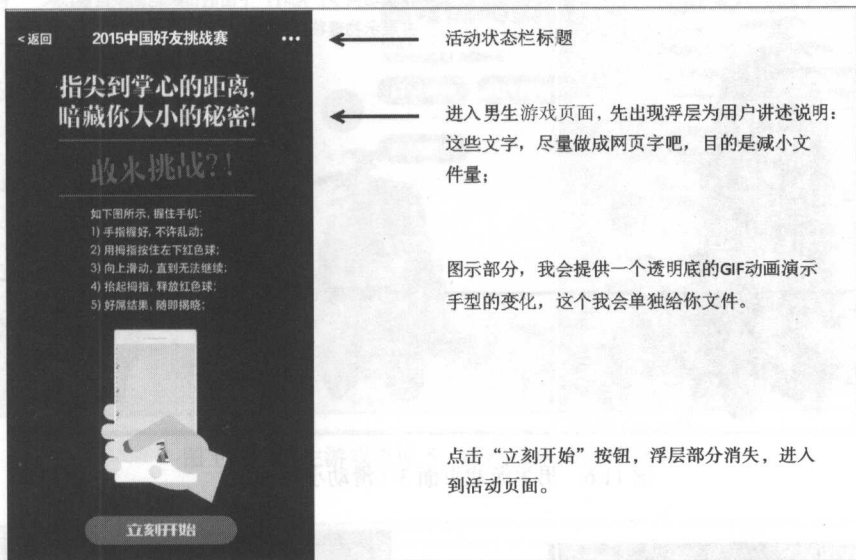 <返回 2015中国好友挑战赛 •••
活动状态栏标题
指尖到掌心的距离,
暗藏你大小的秘密!
进入男生游戏页面，先出现浮层为用户讲述说明：
这些文字，尽量做成网页字吧，目的是减小文
件量；
敢来挑战?!
如下图所示, 握住手机:
1) 手指握好, 不许乱动;
2) 用拇指按住左下红色球;
3) 向上滑动, 直到无法继续;
4) 抬起拇指, 释放红色球;
5) 好屌结果, 随即揭晓;
图示部分，我会提供一个透明底的GIF动画演示
手型的变化，这个我会单独给你文件。
点击“立刻开始”按钮，浮层部分消失，进入
到活动页面。
立刻开始